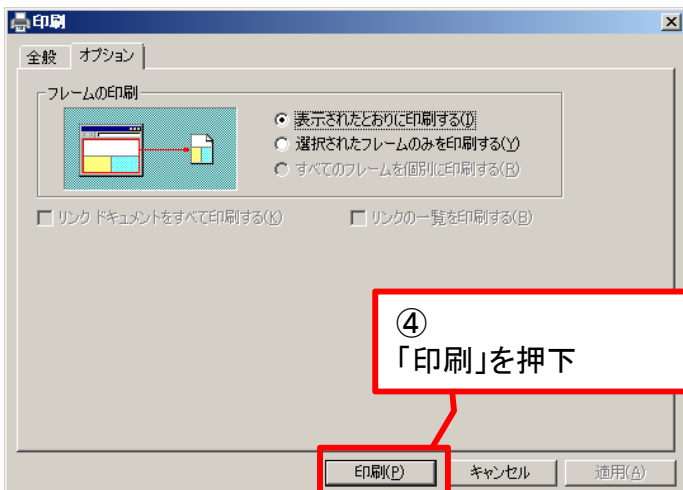 印刷
全般 オプション
フレームの印刷
表示されたとおりに印刷する(I)
選択されたフレームのみを印刷する(Y)
すべてのフレームを個別に印刷する(R)
リンク ドキュメントをすべて印刷する(K) リンクの一覧を印刷する(B)
④
「印刷」を押下
印刷(P) キャンセル 適用(A)